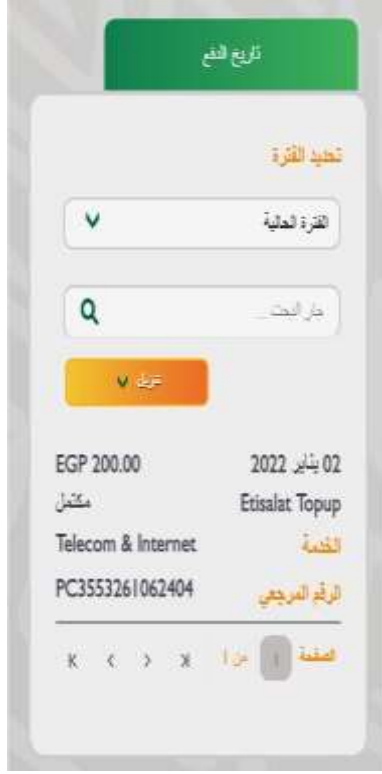 تاريخ الدفع
تحديد الفترة
الفترة الحالية
جار البحث ...
تنزيل
02 يناير 2022 EGP 200.00
Etisalat Topup مكتمل
الخدمة Telecom & Internet
الرقم المرجعي PC3553261062404
الصفحة 1 من 1